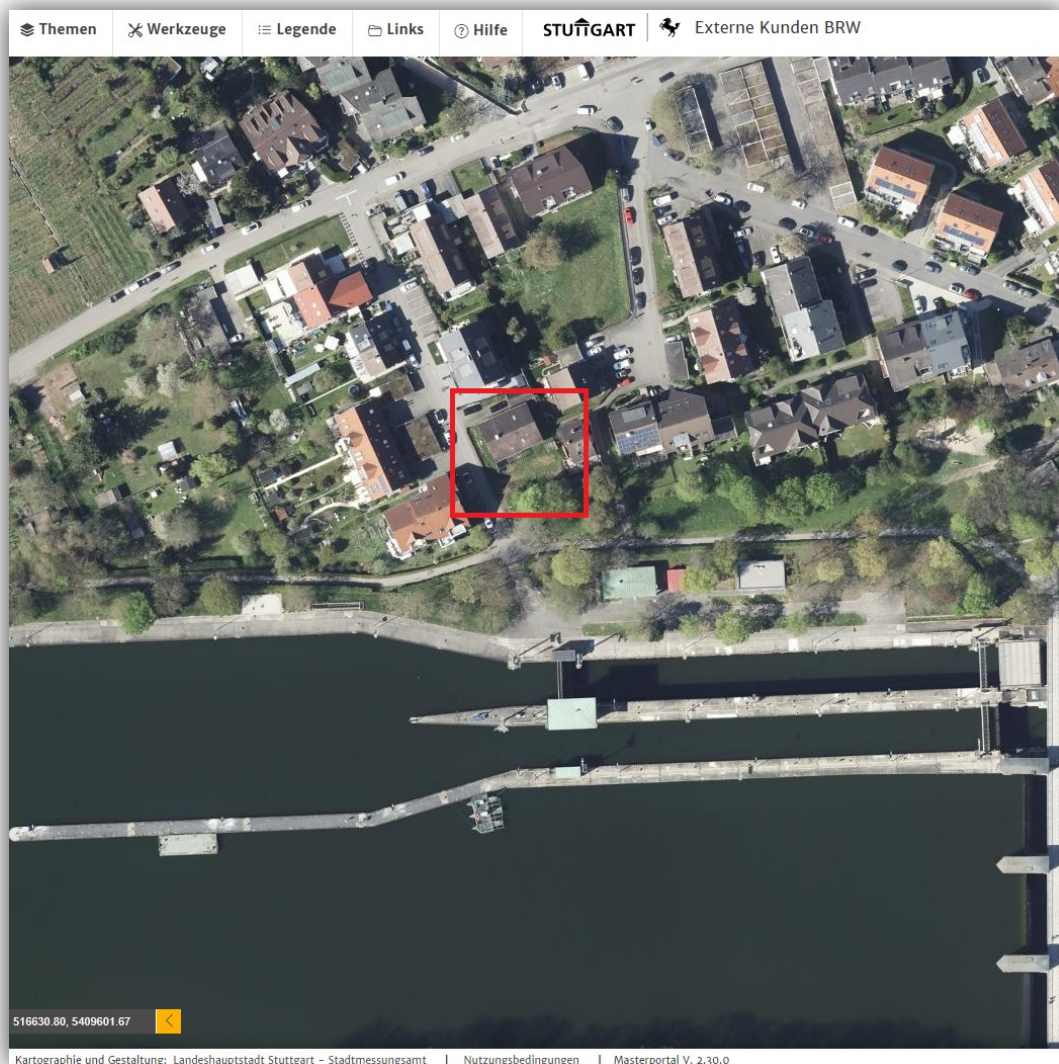 Themen Werkzeuge Legende Links Hilfe STUTTGART Externe Kunden BRW
516630.80, 5409601.67
Kartographie und Gestaltung: Landeshauptstadt Stuttgart – Stadtmessungsamt | Nutzungsbedingungen | Masterportal V. 2.30.0